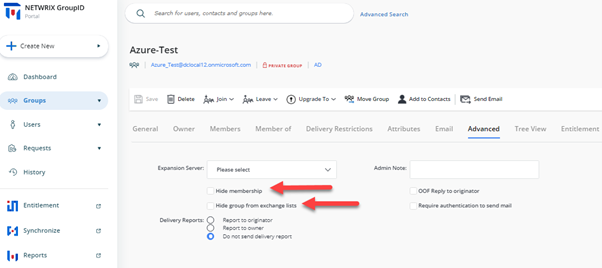 NETWRIX GroupID
Portal
Search for users, contacts and groups here.
Advanced Search
Create New
Azure-Test
Azure_Test@dclocal12.onmicrosoft.com
PRIVATE GROUP
AD
Dashboard
Groups
Users
Requests
History
Entitlement
Synchronize
Reports
Save
Delete
Join
Leave
Upgrade To
Move Group
Add to Contacts
Send Email
General
Owner
Members
Member of
Delivery Restrictions
Attributes
Email
Advanced
Tree View
Entitlement
Expansion Server:
Please select
Admin Note:
Hide membership
OOF Reply to originator
Hide group from exchange lists
Require authentication to send mail
Delivery Reports:
Report to originator
Report to owner
Do not send delivery report